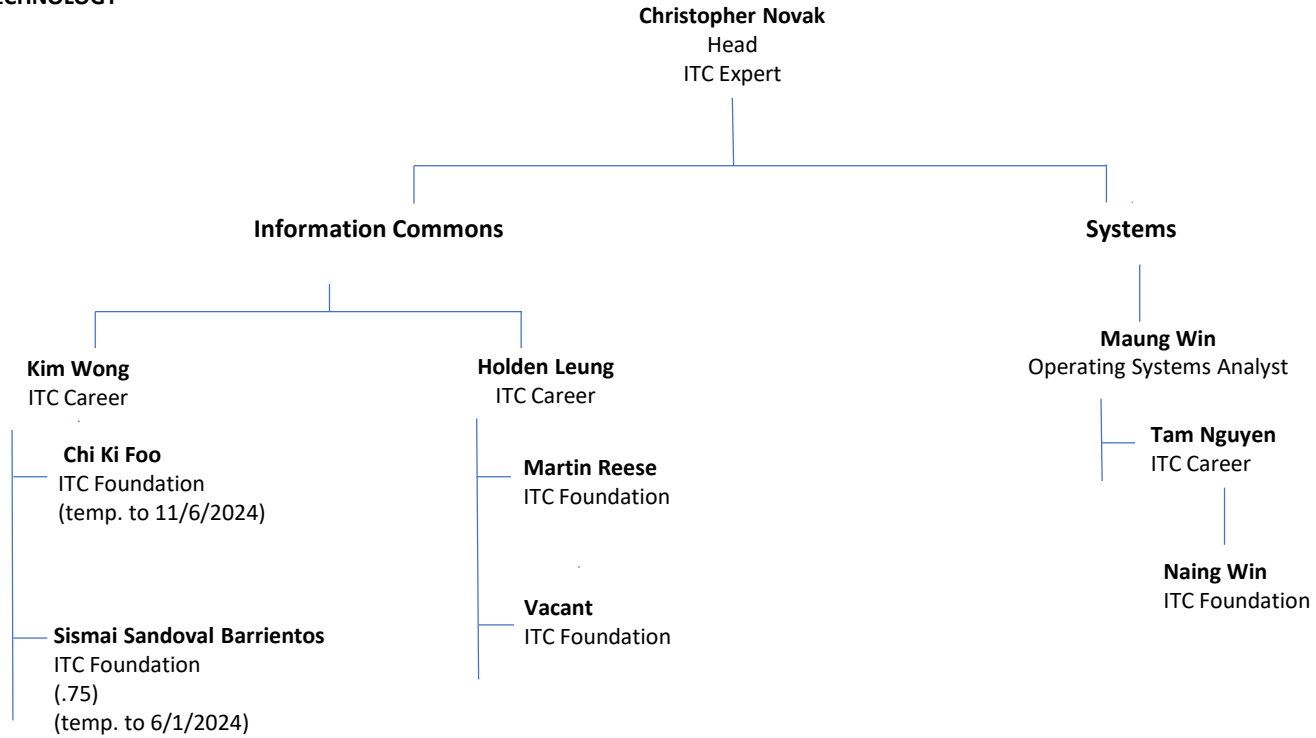 Christopher Novak
Head
ITC Expert
Information Commons
Systems
Kim Wong
ITC Career
Chi Ki Foo
ITC Foundation
(temp. to 11/6/2024)
Sismai Sandoval Barrientos
ITC Foundation
(.75)
(temp. to 6/1/2024)
Holden Leung
ITC Career
Martin Reese
ITC Foundation
Vacant
ITC Foundation
Maung Win
Operating Systems Analyst
Tam Nguyen
ITC Career
Naing Win
ITC Foundation